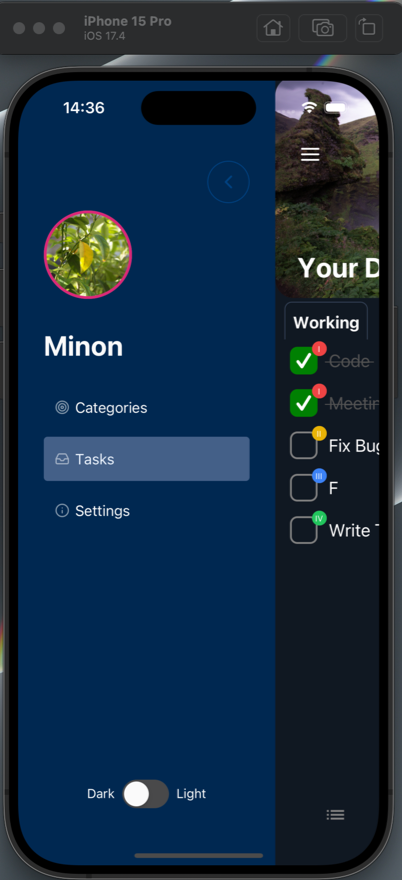 iPhone 15 Pro
iOS 17.4
14:36
Your D
Minon
Working
Code
Meetin
Categories
Tasks
Fix Bug
F
Settings
Write T
Dark Light
I
I
II
III
IV